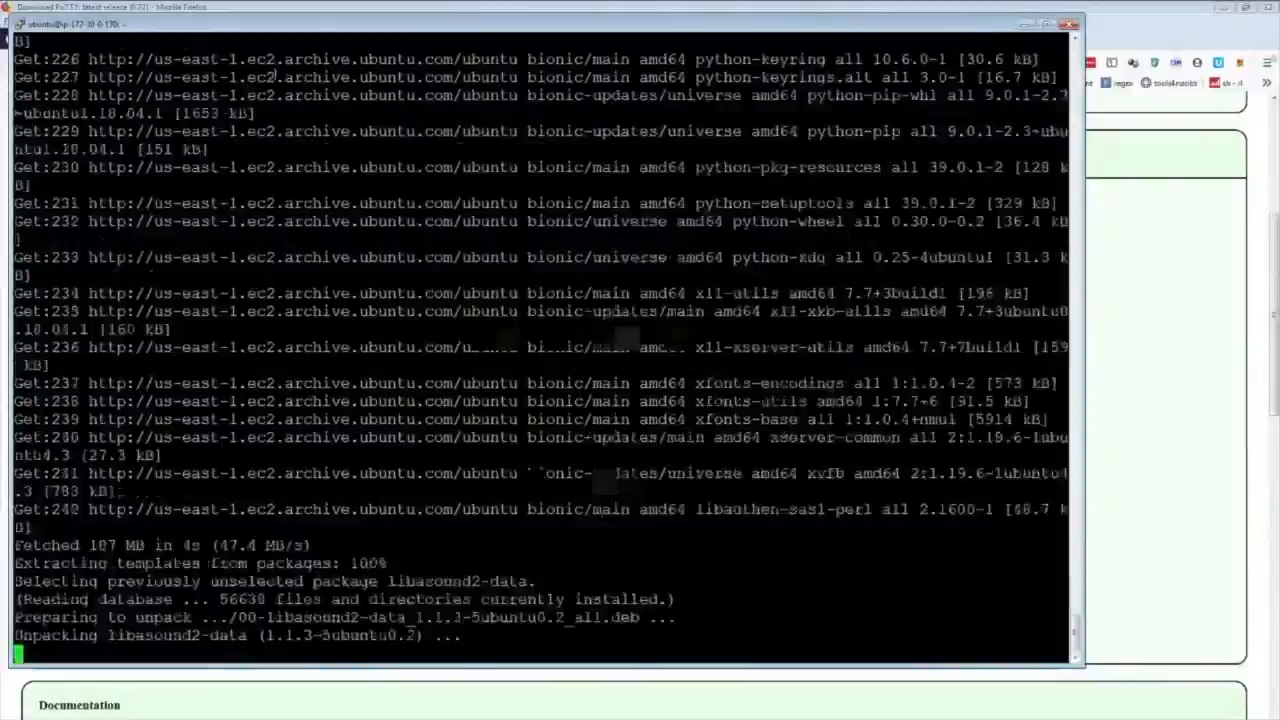 Download PuTTY: latest release (0.72) - Mozilla Firefox
ubuntu@ip-172-30-0-170: ~
B]
Get:226 http://us-east-1.ec2.archive.ubuntu.com/ubuntu bionic/main amd64 python-keyring all 10.6.0-1 [30.6 kB]
Get:227 http://us-east-1.ec2.archive.ubuntu.com/ubuntu bionic/main amd64 python-keyrings.alt all 3.0-1 [16.7 kB]
Get:228 http://us-east-1.ec2.archive.ubuntu.com/ubuntu bionic-updates/universe amd64 python-pip-whl all 9.0.1-2.3
~ubuntu1.18.04.1 [1653 kB]
Get:229 http://us-east-1.ec2.archive.ubuntu.com/ubuntu bionic-updates/universe amd64 python-pip all 9.0.1-2.3~ubu
ntu1.18.04.1 [151 kB]
Get:230 http://us-east-1.ec2.archive.ubuntu.com/ubuntu bionic/main amd64 python-pkg-resources all 39.0.1-2 [128 k
B]
Get:231 http://us-east-1.ec2.archive.ubuntu.com/ubuntu bionic/main amd64 python-setuptools all 39.0.1-2 [329 kB]
Get:232 http://us-east-1.ec2.archive.ubuntu.com/ubuntu bionic/universe amd64 python-wheel all 0.30.0-0.2 [36.4 kB
]
Get:233 http://us-east-1.ec2.archive.ubuntu.com/ubuntu bionic/universe amd64 python-xdg all 0.25-4ubuntu1 [31.3 k
B]
Get:234 http://us-east-1.ec2.archive.ubuntu.com/ubuntu bionic/main amd64 x11-utils amd64 7.7+3build1 [196 kB]
Get:235 http://us-east-1.ec2.archive.ubuntu.com/ubuntu bionic-updates/main amd64 x11-xkb-utils amd64 7.7+3ubuntu0
.18.04.1 [160 kB]
Get:236 http://us-east-1.ec2.archive.ubuntu.com/ubuntu bionic/main amd64 x11-xserver-utils amd64 7.7+7build1 [159
kB]
Get:237 http://us-east-1.ec2.archive.ubuntu.com/ubuntu bionic/main amd64 xfonts-encodings all 1:1.0.4-2 [573 kB]
Get:238 http://us-east-1.ec2.archive.ubuntu.com/ubuntu bionic/main amd64 xfonts-utils amd64 1:7.7+6 [91.5 kB]
Get:239 http://us-east-1.ec2.archive.ubuntu.com/ubuntu bionic/main amd64 xfonts-base all 1:1.0.4+nmu1 [5914 kB]
Get:240 http://us-east-1.ec2.archive.ubuntu.com/ubuntu bionic-updates/main amd64 xserver-common all 2:1.19.6-1ubu
ntu4.3 [27.3 kB]
Get:241 http://us-east-1.ec2.archive.ubuntu.com/ubuntu bionic-updates/universe amd64 xvfb amd64 2:1.19.6-1ubuntu4
.3 [783 kB]
Get:242 http://us-east-1.ec2.archive.ubuntu.com/ubuntu bionic/main amd64 libauthen-sasl-perl all 2.1600-1 [48.7 k
B]
Fetched 187 MB in 4s (47.4 MB/s)
Extracting templates from packages: 100%
Selecting previously unselected package libasound2-data.
(Reading database ... 56638 files and directories currently installed.)
Preparing to unpack .../00-libasound2-data_1.1.3-5ubuntu0.2_all.deb ...
Unpacking libasound2-data (1.1.3-5ubuntu0.2) ...
regex
tools4noobs
Documentation